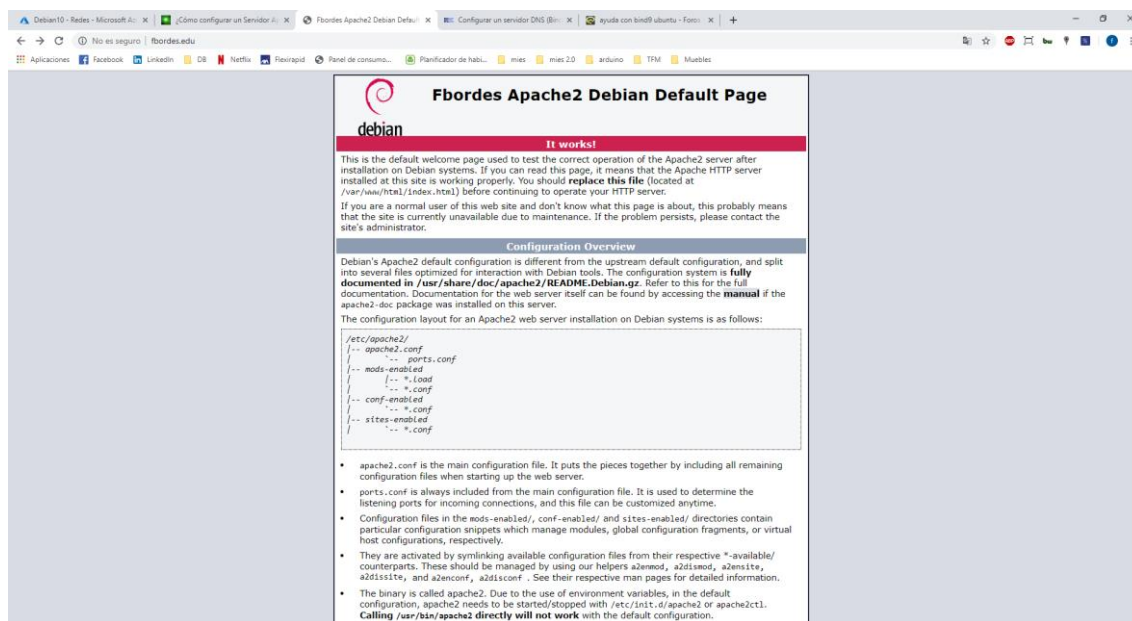 Debian10 - Redes - Microsoft Az
¿Cómo configurar un Servidor A
Fbordes Apache2 Debian Default
Configurar un servidor DNS (Bin
ayuda con bind9 ubuntu - Foros
No es seguro | fbordes.edu
Aplicaciones Facebook LinkedIn DB Netflix Flexirapid Panel de consumo... Planificador de habi... mies mies 2.0 arduino TFM Muebles
Fbordes Apache2 Debian Default Page
debian
It works!
This is the default welcome page used to test the correct operation of the Apache2 server after
installation on Debian systems. If you can read this page, it means that the Apache HTTP server
installed at this site is working properly. You should replace this file (located at
/var/www/html/index.html) before continuing to operate your HTTP server.
If you are a normal user of this web site and don't know what this page is about, this probably means
that the site is currently unavailable due to maintenance. If the problem persists, please contact the
site's administrator.
Configuration Overview
Debian's Apache2 default configuration is different from the upstream default configuration, and split
into several files optimized for interaction with Debian tools. The configuration system is fully
documented in /usr/share/doc/apache2/README.Debian.gz. Refer to this for the full
documentation. Documentation for the web server itself can be found by accessing the manual if the
apache2-doc package was installed on this server.
The configuration layout for an Apache2 web server installation on Debian systems is as follows:
/etc/apache2/
|-- apache2.conf
|       `--  ports.conf
|-- mods-enabled
|       |-- *.load
|       `-- *.conf
|-- conf-enabled
|       `-- *.conf
|-- sites-enabled
|       `-- *.conf
• apache2.conf is the main configuration file. It puts the pieces together by including all remaining
configuration files when starting up the web server.
• ports.conf is always included from the main configuration file. It is used to determine the
listening ports for incoming connections, and this file can be customized anytime.
• Configuration files in the mods-enabled/, conf-enabled/ and sites-enabled/ directories contain
particular configuration snippets which manage modules, global configuration fragments, or virtual
host configurations, respectively.
• They are activated by symlinking available configuration files from their respective *-available/
counterparts. These should be managed by using our helpers a2enmod, a2dismod, a2ensite,
a2dissite, and a2enconf, a2disconf . See their respective man pages for detailed information.
• The binary is called apache2. Due to the use of environment variables, in the default
configuration, apache2 needs to be started/stopped with /etc/init.d/apache2 or apache2ctl.
Calling /usr/bin/apache2 directly will not work with the default configuration.